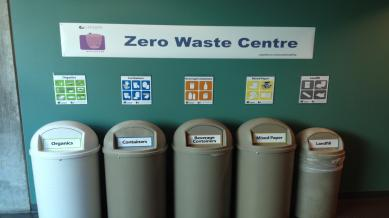 Zero Waste Centre
Organics
Containers
Beverage Containers
Mixed Paper
Landfill
Organics
Containers
Beverage
Containers
Mixed Paper
Landfill